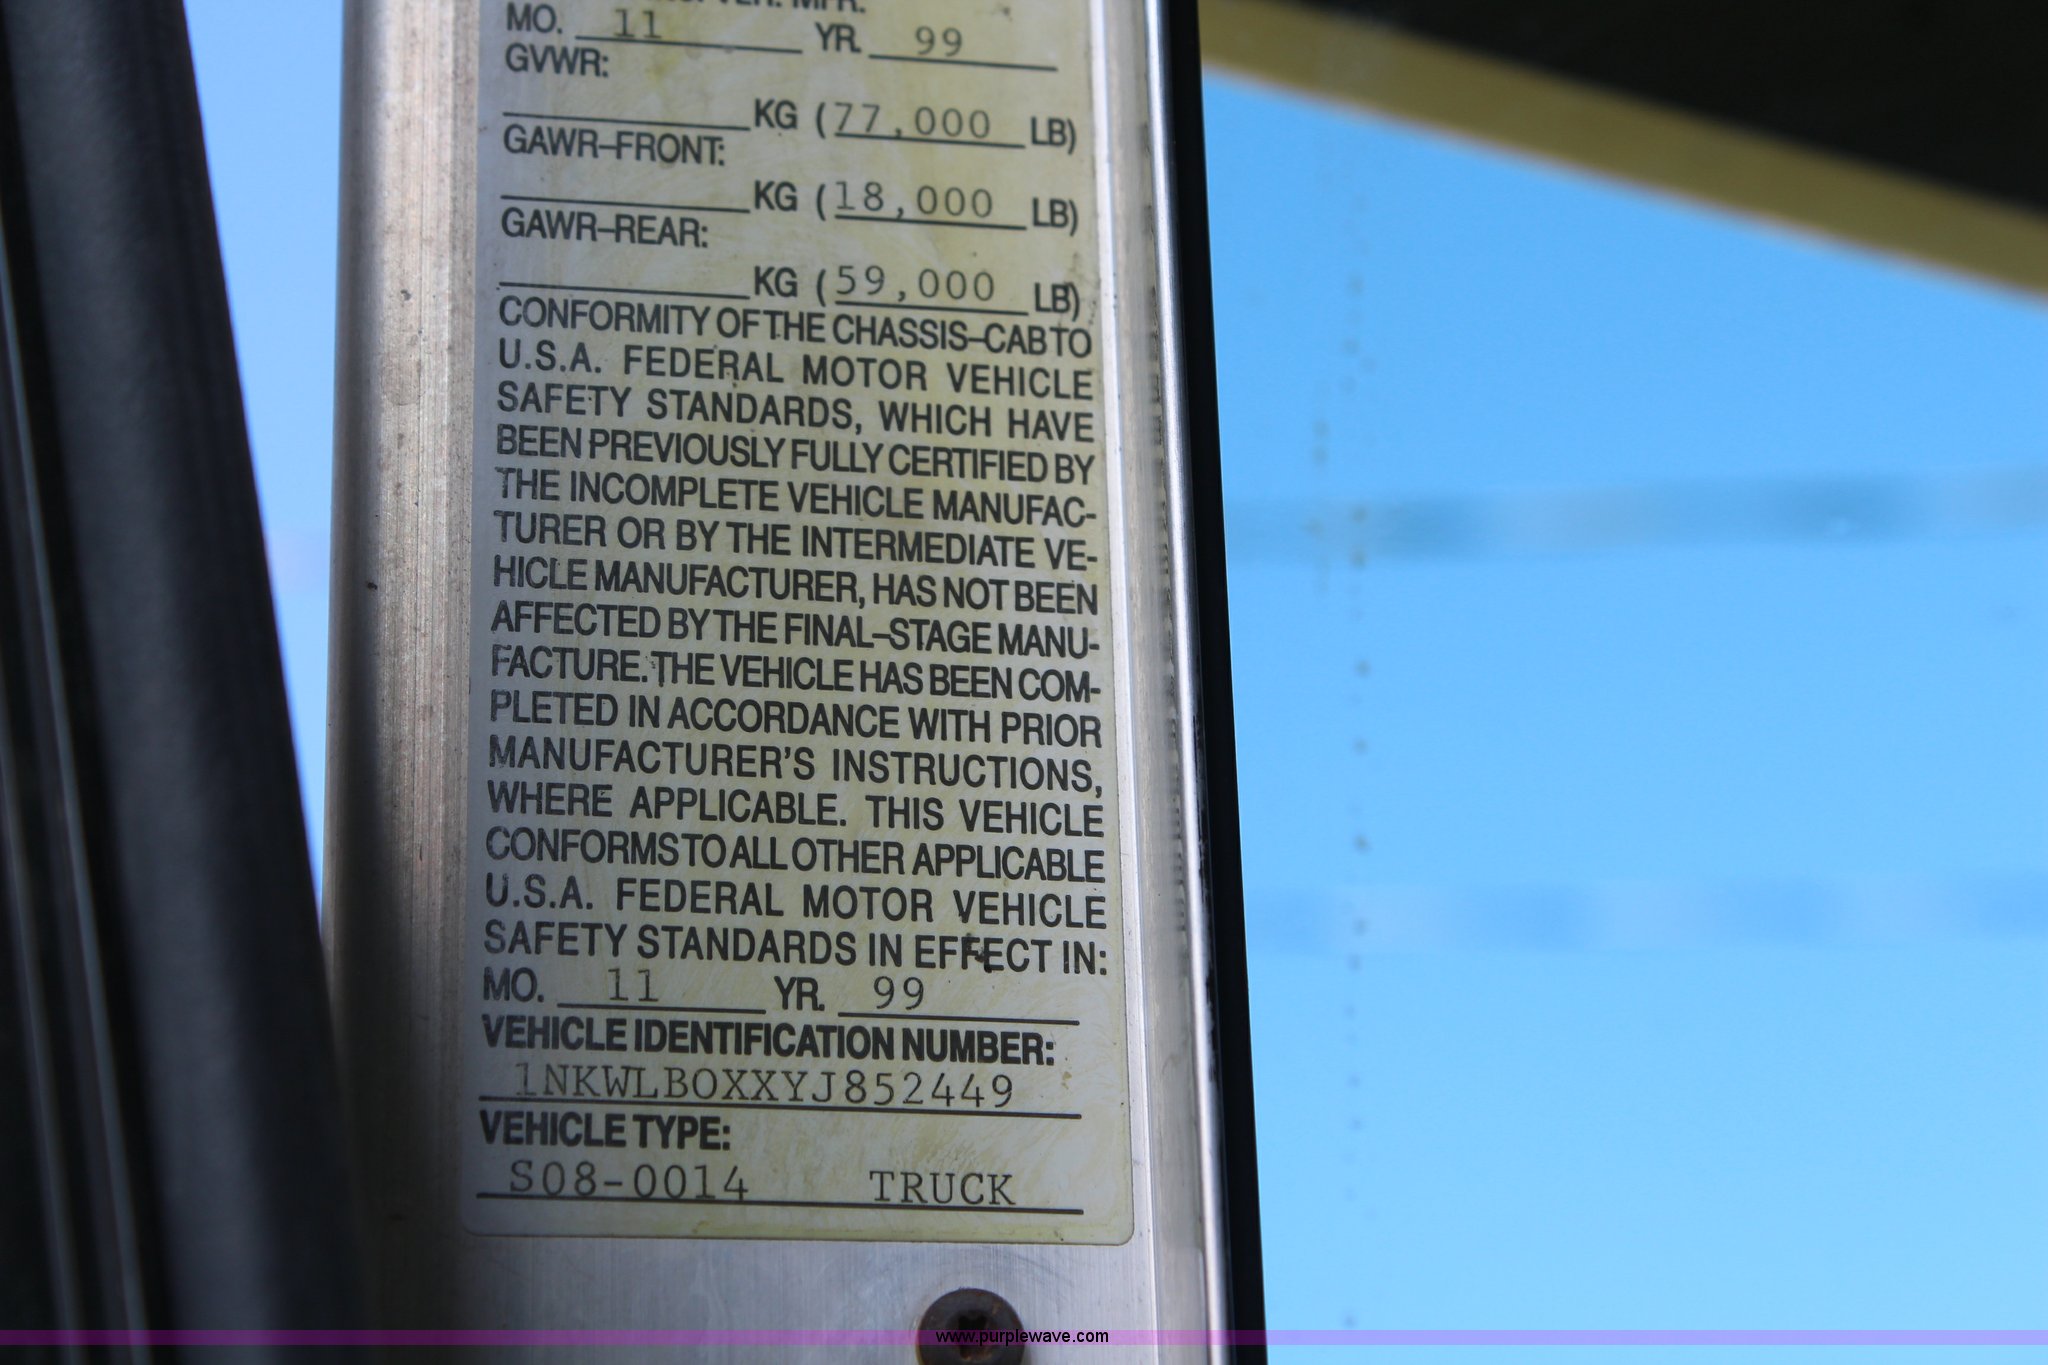 MO. 11 YR. 99
GVWR:
KG (77,000 LB)
GAWR-FRONT:
KG (18,000 LB)
GAWR-REAR:
KG (59,000 LB)
CONFORMITY OF THE CHASSIS-CAB TO
U.S.A. FEDERAL MOTOR VEHICLE
SAFETY STANDARDS, WHICH HAVE
BEEN PREVIOUSLY FULLY CERTIFIED BY
THE INCOMPLETE VEHICLE MANUFAC-
TURER OR BY THE INTERMEDIATE VE-
HICLE MANUFACTURER, HAS NOT BEEN
AFFECTED BY THE FINAL-STAGE MANU-
FACTURE. THE VEHICLE HAS BEEN COM-
PLETED IN ACCORDANCE WITH PRIOR
MANUFACTURER'S INSTRUCTIONS,
WHERE APPLICABLE. THIS VEHICLE
CONFORMS TO ALL OTHER APPLICABLE
U.S.A. FEDERAL MOTOR VEHICLE
SAFETY STANDARDS IN EFFECT IN:
MO. 11 YR. 99
VEHICLE IDENTIFICATION NUMBER:
1NKWLBOXXYJ852449
VEHICLE TYPE:
S08-0014 TRUCK
www.purplewave.com